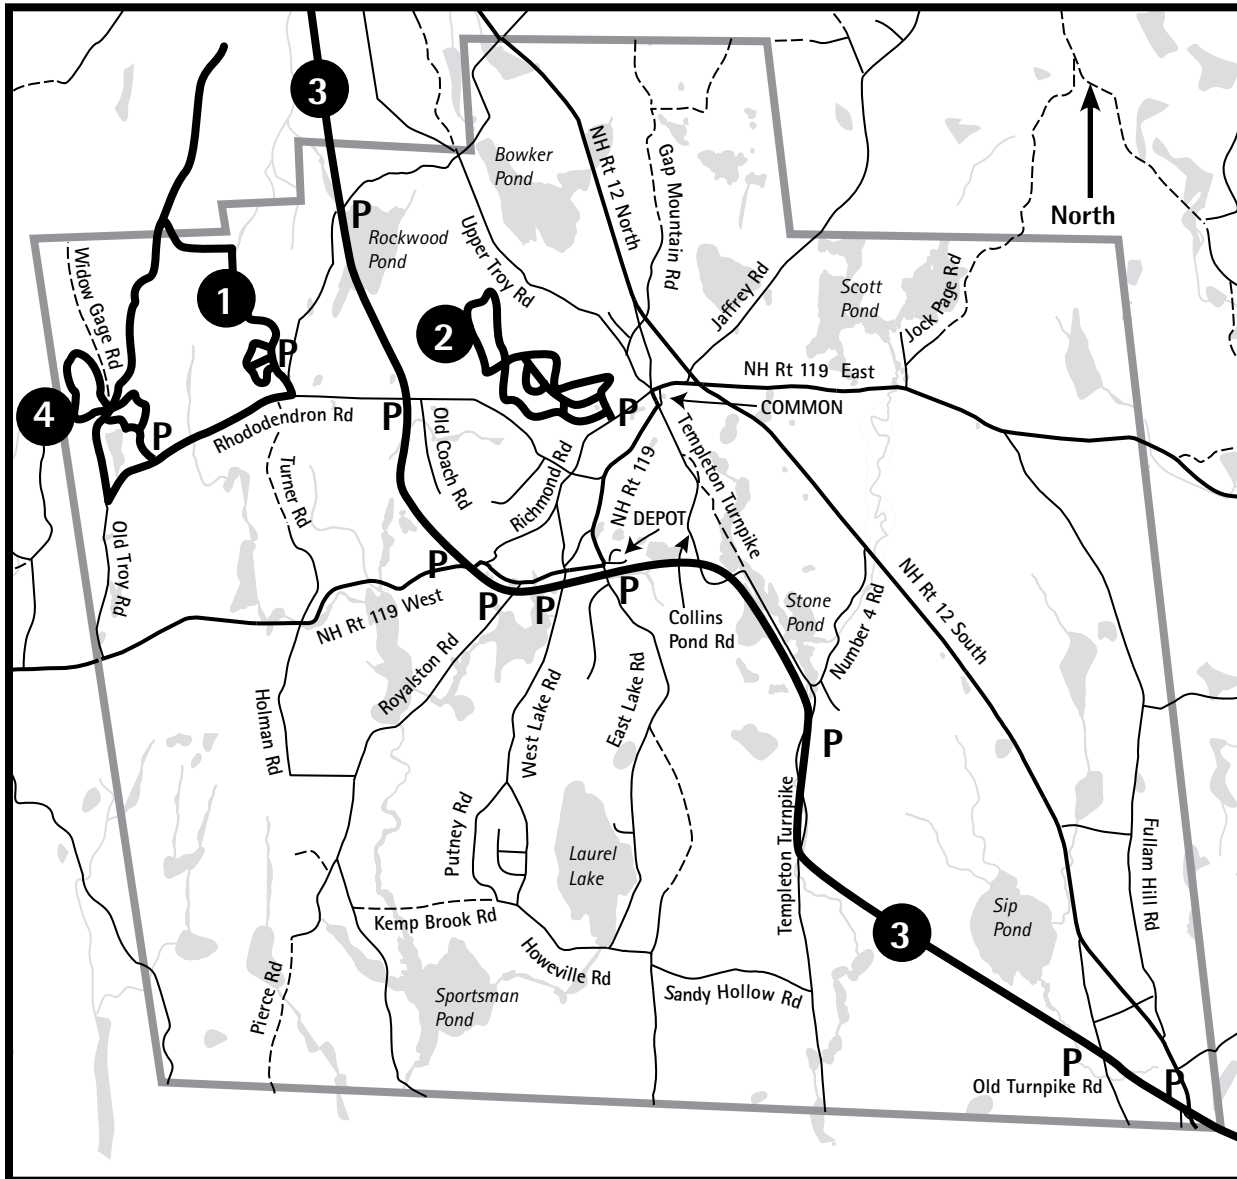 3
Bowker
Pond
NH Rt 12 North
Gap Mountain Rd
North
P
Rockwood
Pond
Upper Troy Rd
Widow Gage Rd
Jaffrey Rd
Scott
Pond
Jock Page Rd
1
2
P
NH Rt 119 East
4
P
Rhododendron Rd
P
Old Coach Rd
P
COMMON
Richmond Rd
NH Rt 119
Templeton Turnpike
Turner Rd
DEPOT
Old Troy Rd
P
P
P
P
NH Rt 119 West
Collins
Pond Rd
Stone
Pond
Number 4 Rd
NH Rt 12 South
Royalston Rd
Holman Rd
West Lake Rd
East Lake Rd
P
Putney Rd
Laurel
Lake
Templeton Turnpike
Fullam Hill Rd
Kemp Brook Rd
3
Sip
Pond
Howeville Rd
Sandy Hollow Rd
Pierce Rd
Sportsman
Pond
P
Old Turnpike Rd
P